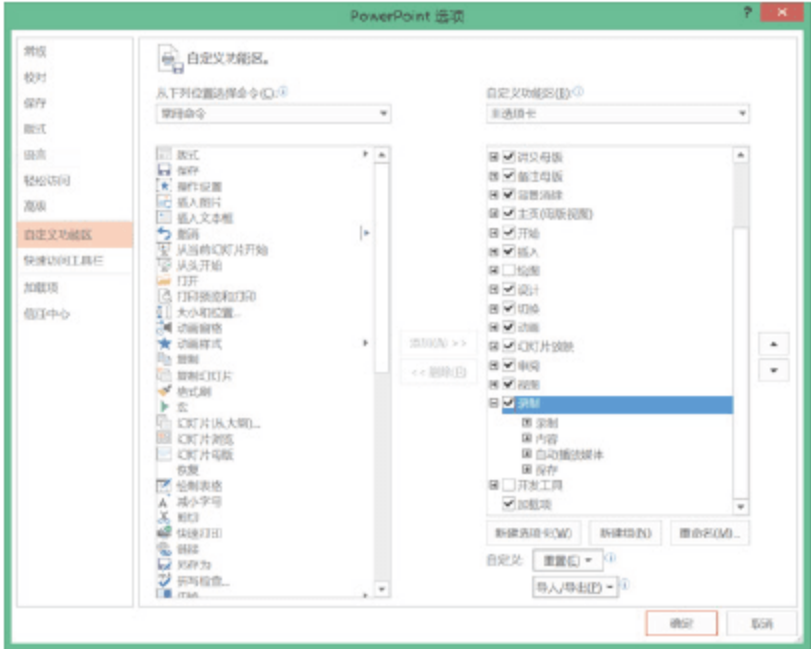 PowerPoint 选项
?
常规
校对
保存
版式
语言
轻松访问
高级
自定义功能区
快速访问工具栏
加载项
信任中心
自定义功能区。
从下列位置选择命令(C):
常用命令
版式
保存
操作设置
插入图片
插入文本框
撤消
从当前幻灯片开始
从头开始
打开
打印预览和打印
大小和位置...
动画窗格
动画样式
复制
复制幻灯片
格式刷
宏
幻灯片(从大纲)...
幻灯片浏览
幻灯片母版
恢复
绘制表格
减小字号
剪切
快速打印
链接
另存为
拼写检查...
添加(A) >>
<< 删除(R)
自定义功能区(B):
主选项卡
讲义母版
备注母版
背景消除
主页(母版视图)
开始
插入
绘图
设计
切换
动画
幻灯片放映
审阅
视图
录制
录制
内容
自动播放媒体
保存
开发工具
加载项
新建选项卡(W)
新建组(N)
重命名(M)...
自定义:
重置(E)
导入/导出(P)
确定
取消